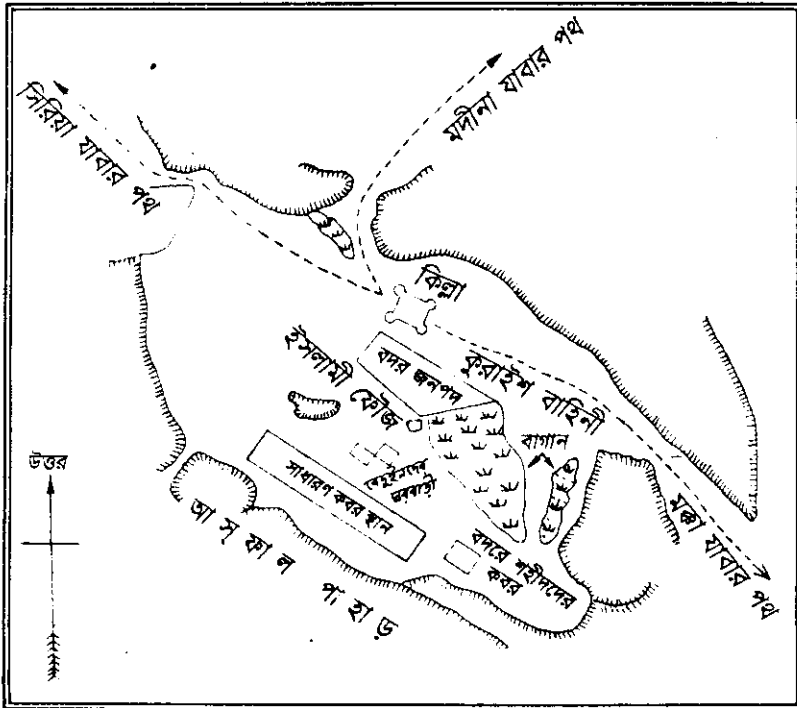 সিরিয়া যাবার পথ
মদীনা যাবার পথ
কিল্লা
ইসলামী ফৌজ
বদর জনপদ
কুরাইশ বাহিনী
বাগান
উত্তর
সাধারণ কবর স্থান
বেদুইনদের
ঘরবাড়ী
বদরে শহীদদের
কবর
মক্কা যাবার পথ
আস্ফাল পাহাড়